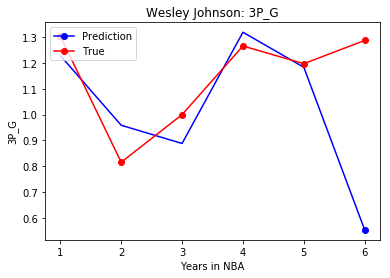 Wesley Johnson: 3P_G
Prediction
True
3P_G
1.3
1.2
1.1
1.0
0.9
0.8
0.7
0.6
1 2 3 4 5 6
Years in NBA